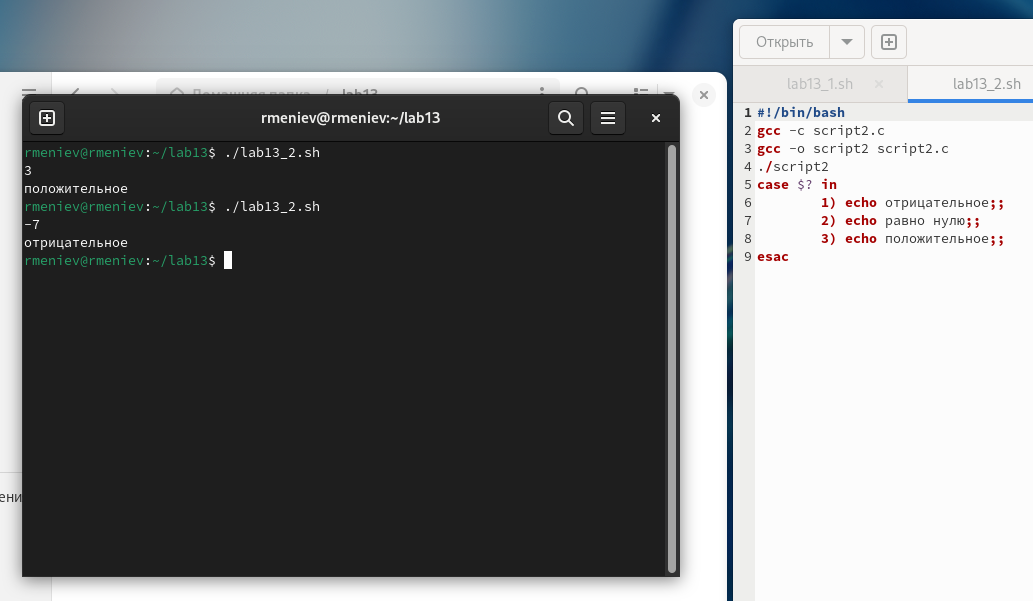 Открыть
lab13_1.sh
lab13_2.sh
Домашняя папка / lab13
rmeniev@rmeniev:~/lab13
rmeniev@rmeniev:~/lab13$ ./lab13_2.sh
3
положительное
rmeniev@rmeniev:~/lab13$ ./lab13_2.sh
-7
отрицательное
rmeniev@rmeniev:~/lab13$
1 #!/bin/bash
2 gcc -c script2.c
3 gcc -o script2 script2.c
4 ./script2
5 case $? in
6 1) echo отрицательное;;
7 2) echo равно нулю;;
8 3) echo положительное;;
9 esac